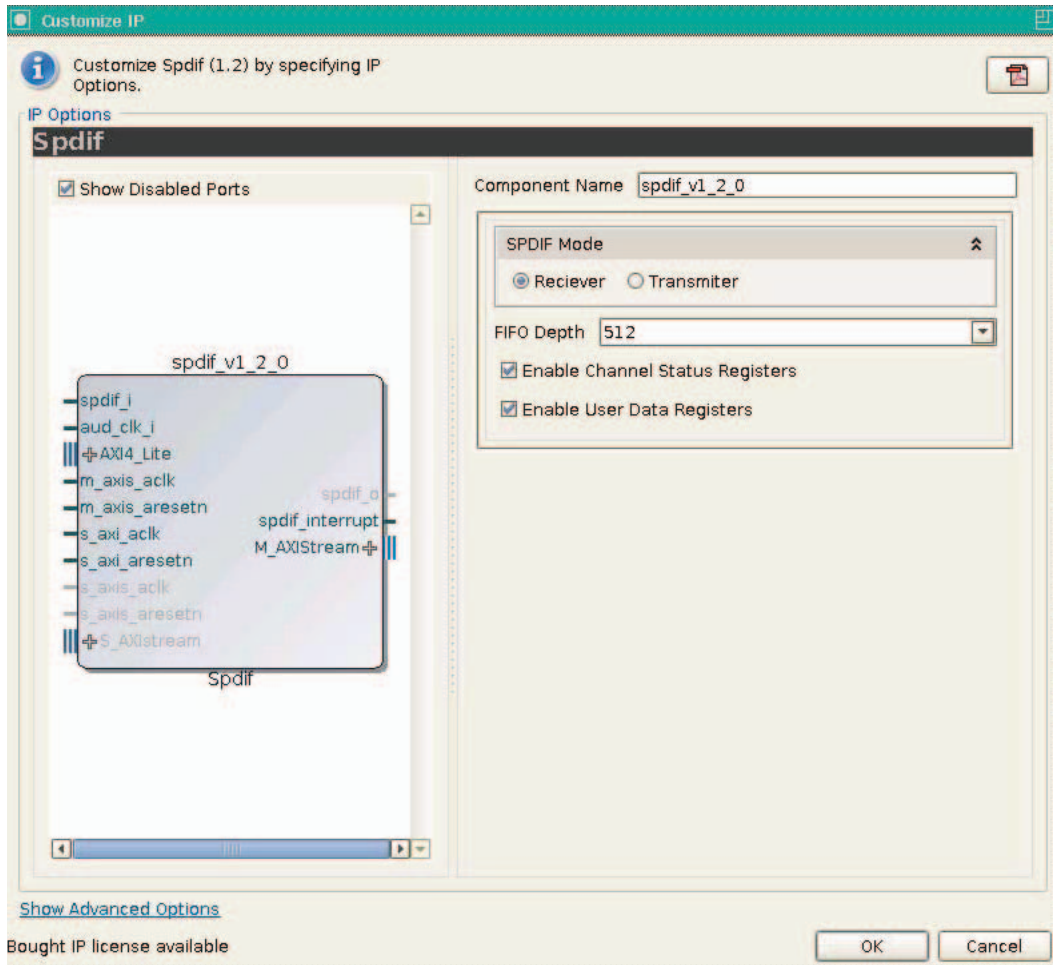 Customize IP
Customize Spdif (1.2) by specifying IP
Options.
IP Options
Spdif
Show Disabled Ports
Component Name spdif_v1_2_0
SPDIF Mode
Reciever Transmiter
FIFO Depth 512
Enable Channel Status Registers
Enable User Data Registers
spdif_v1_2_0
spdif_i
aud_clk_i
AXI4_Lite
m_axis_aclk
m_axis_aresetn
s_axi_aclk
s_axi_aresetn
s_axis_aclk
s_axis_aresetn
S_AXIstream
spdif_o
spdif_interrupt
M_AXIStream
Spdif
Show Advanced Options
Bought IP license available
OK Cancel